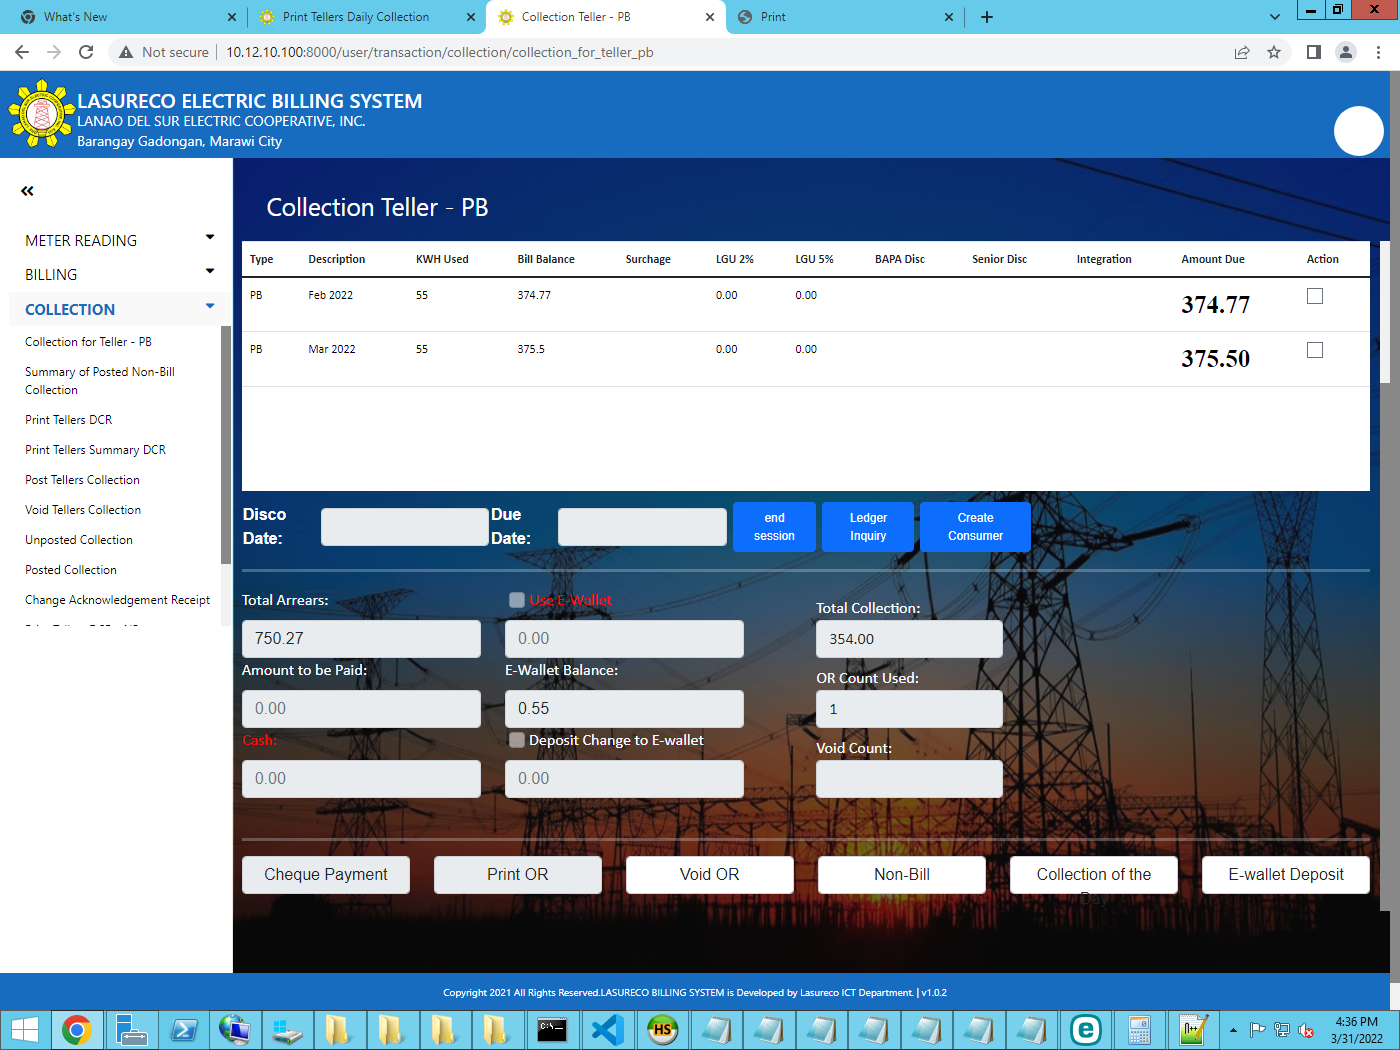 What's New
Print Tellers Daily Collection
Collection Teller - PB
Print
Not secure
10.12.10.100:8000/user/transaction/collection/collection_for_teller_pb
LASURECO ELECTRIC BILLING SYSTEM
LANAO DEL SUR ELECTRIC COOPERATIVE, INC.
Barangay Gadongan, Marawi City
METER READING
BILLING
COLLECTION
Collection for Teller - PB
Summary of Posted Non-Bill
Collection
Print Tellers DCR
Print Tellers Summary DCR
Post Tellers Collection
Void Tellers Collection
Unposted Collection
Posted Collection
Change Acknowledgement Receipt
Collection Teller - PB
Type Description KWH Used Bill Balance Surchage LGU 2% LGU 5% BAPA Disc Senior Disc Integration Amount Due Action
PB Feb 2022 55 374.77 0.00 0.00 374.77
PB Mar 2022 55 375.5 0.00 0.00 375.50
Disco
Date:
Due
Date:
end
session
Ledger
Inquiry
Create
Consumer
Total Arrears:
750.27
Amount to be Paid:
0.00
Cash:
0.00
Use E-Wallet
0.00
E-Wallet Balance:
0.55
Deposit Change to E-wallet
0.00
Total Collection:
354.00
OR Count Used:
1
Void Count:
Cheque Payment
Print OR
Void OR
Non-Bill
Collection of the
Day
E-wallet Deposit
Copyright 2021 All Rights Reserved.LASURECO BILLING SYSTEM is Developed by Lasureco ICT Department. | v1.0.2
C:\_
HS
4:36 PM
3/31/2022